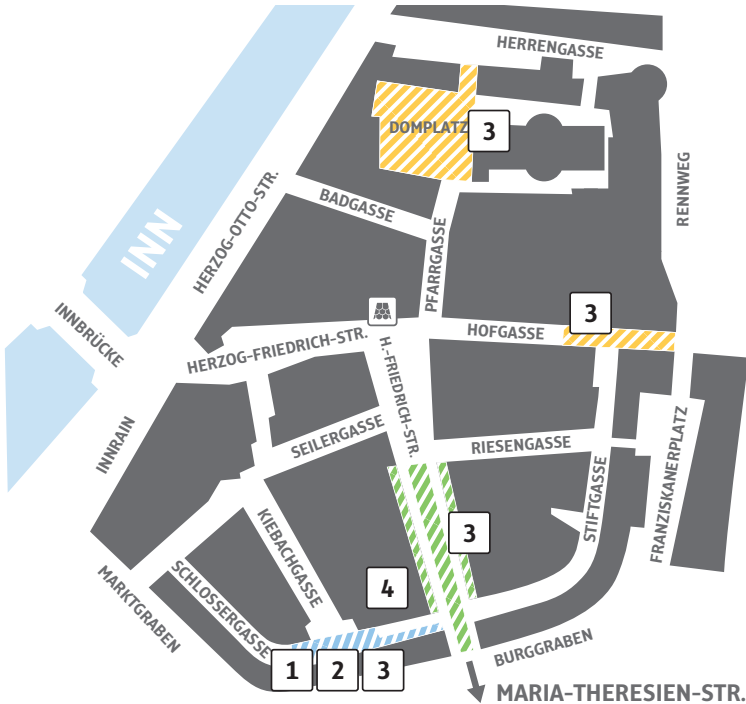 HERRENGASSE
DOMPLATZ
3
RENNWEG
INN
HERZOG-OTTO-STR.
BADGASSE
PFARRGASSE
INNBRÜCKE
3
HOFGASSE
HERZOG-FRIEDRICH-STR.
H.-FRIEDRICH-STR.
INNRAIN
SEILERGASSE
RIESENGASSE
STIFTGASSE
FRANZISKANERPLATZ
KIEBACHGASSE
3
4
SCHLOSSERGASSE
MARKTGRABEN
1
2
3
BURGGRABEN
MARIA-THERESIEN-STR.